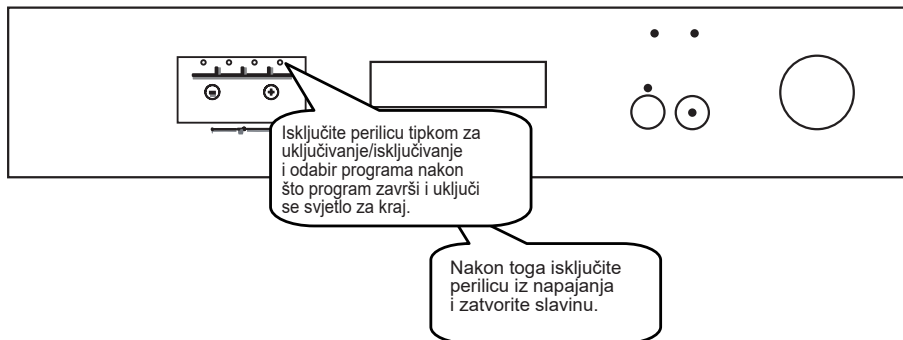 Isključite perilicu tipkom za
uključivanje/isključivanje
i odabir programa nakon
što program završi i uključi
se svjetlo za kraj.
Nakon toga isključite
perilicu iz napajanja
i zatvorite slavinu.